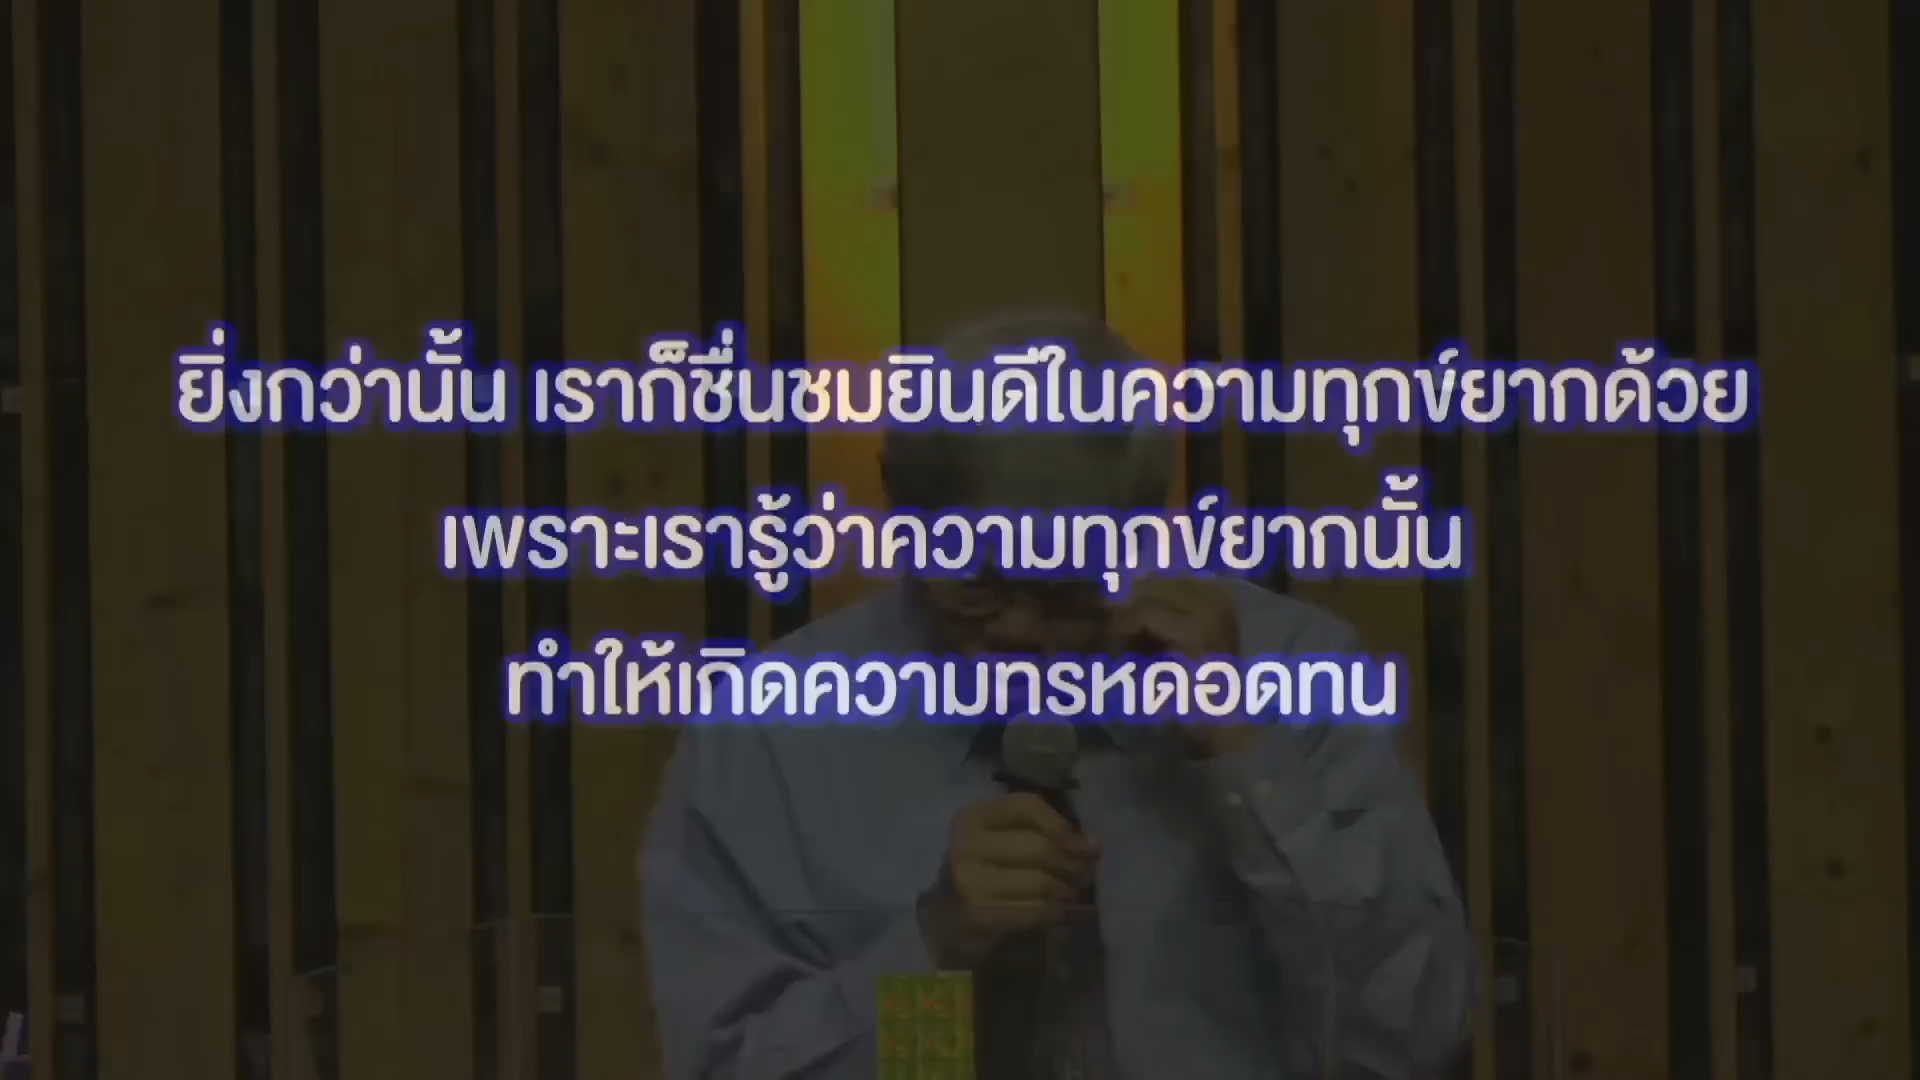 ยิ่งกว่านั้น เราก็ชื่นชมยินดีในความทุกข์ยากด้วย
เพราะเรารู้ว่าความทุกข์ยากนั้น
ทำให้เกิดความทรหดอดทน